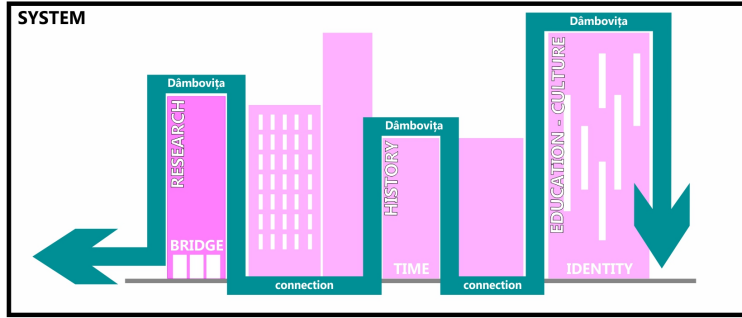 SYSTEM
Dâmbovița
RESEARCH
BRIDGE
connection
Dâmbovița
HISTORY
TIME
connection
Dâmbovița
EDUCATION - CULTURE
IDENTITY